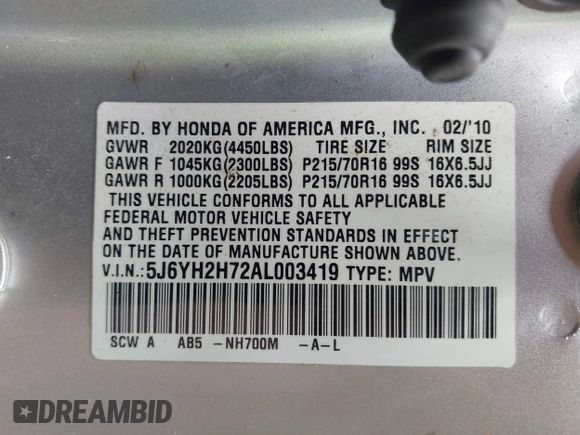 MFD. BY HONDA OF AMERICA MFG., INC. 02/'10
GVWR 2020KG(4450LBS) TIRE SIZE RIM SIZE
GAWR F 1045KG(2300LBS) P215/70R16 99S 16X6.5JJ
GAWR R 1000KG(2205LBS) P215/70R16 99S 16X6.5JJ
THIS VEHICLE CONFORMS TO ALL APPLICABLE
FEDERAL MOTOR VEHICLE SAFETY
AND THEFT PREVENTION STANDARDS IN EFFECT
ON THE DATE OF MANUFACTURE SHOWN ABOVE.
V.I.N.:5J6YH2H72AL003419 TYPE: MPV
SCW A AB5 -NH700M -A-L
DREAMBID